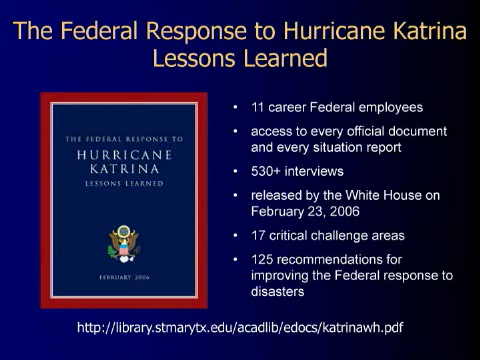 The Federal Response to Hurricane Katrina
Lessons Learned
THE FEDERAL RESPONSE TO
HURRICANE
KATRINA
LESSONS LEARNED
FEBRUARY 2006
• 11 career Federal employees
• access to every official document
and every situation report
• 530+ interviews
• released by the White House on
February 23, 2006
• 17 critical challenge areas
• 125 recommendations for
improving the Federal response to
disasters
http://library.stmarytx.edu/acadlib/edocs/katrinawh.pdf